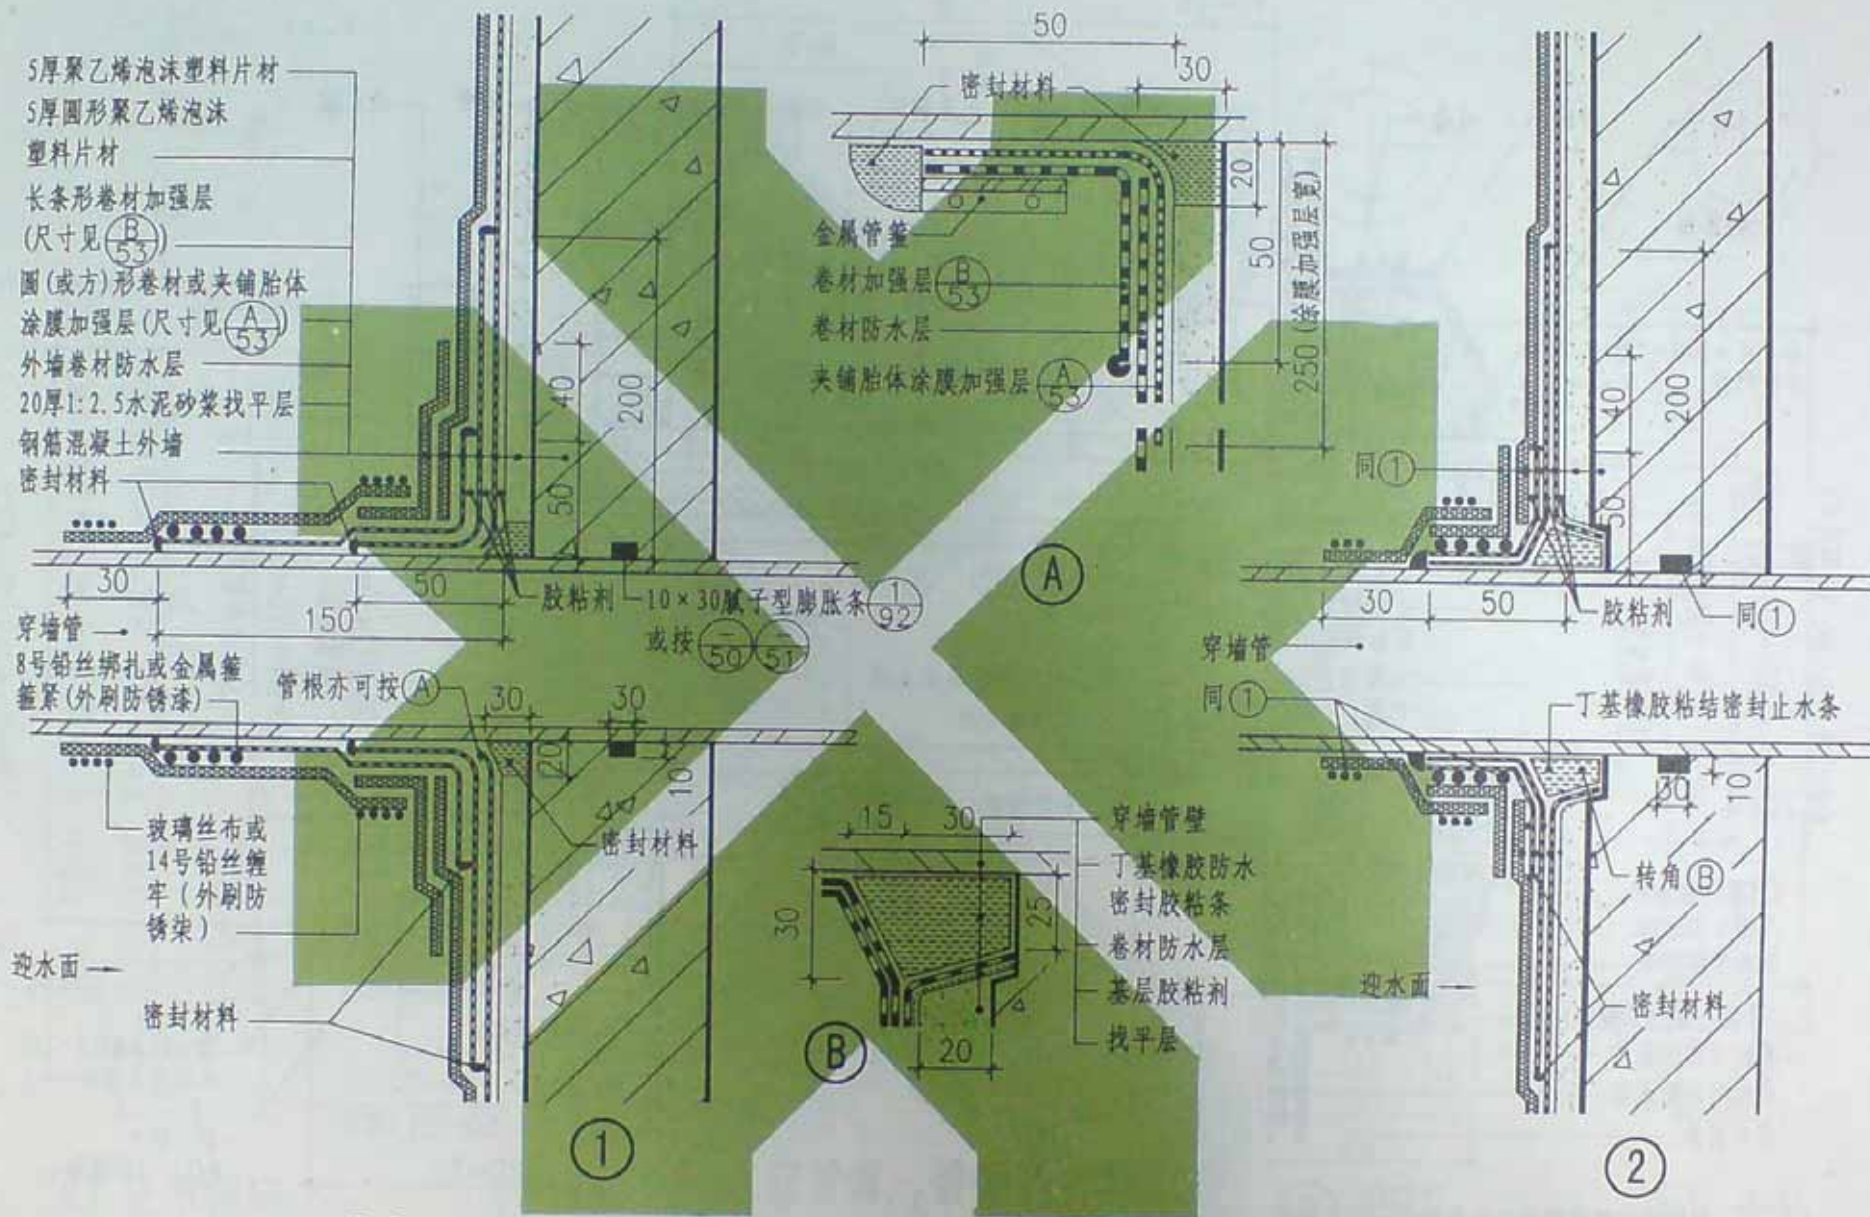 5厚聚乙烯泡沫塑料片材
5厚圆形聚乙烯泡沫
塑料片材
长条形卷材加强层
(尺寸见 B/53)
圆(或方)形卷材或夹铺胎体
涂膜加强层(尺寸见 A/53)
外墙卷材防水层
20厚1:2.5水泥砂浆找平层
钢筋混凝土外墙
密封材料
40
200
50
30
50
150
胶粘剂
10×30腻子型膨胀条 1/92
或按 —/50 —/51
穿墙管
8号铅丝绑扎或金属箍
箍紧(外刷防锈漆)
管根亦可按Ⓐ
30
30
20
10
密封材料
玻璃丝布或
14号铅丝缠
牢(外刷防
锈柒)
迎水面
密封材料
①
50
30
密封材料
20
50
250(涂膜加强层宽)
金属管箍
卷材加强层 B/53
卷材防水层
夹铺胎体涂膜加强层 A/53
Ⓐ
15
30
30
25
20
穿墙管壁
丁基橡胶防水
密封胶粘条
卷材防水层
基层胶粘剂
找平层
Ⓑ
同①
40
200
50
30
50
胶粘剂
同①
穿墙管
同①
丁基橡胶粘结密封止水条
30
10
转角Ⓑ
迎水面
密封材料
②